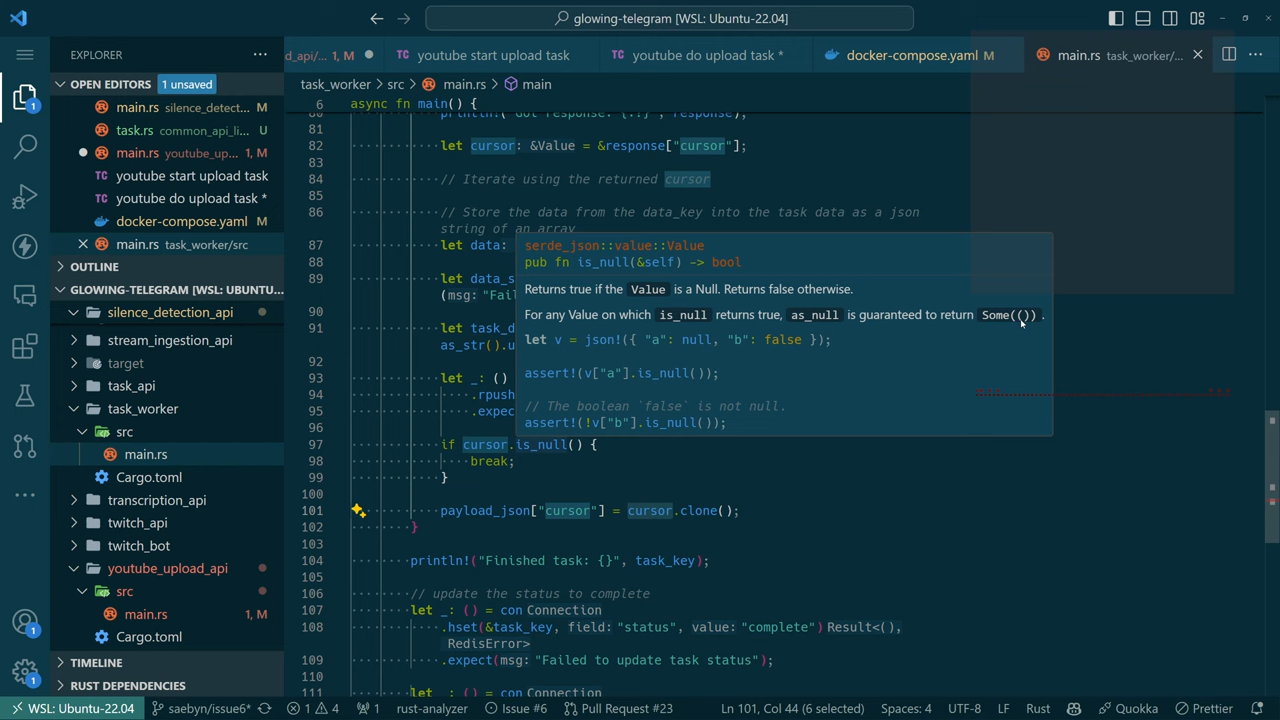 glowing-telegram [WSL: Ubuntu-22.04]
EXPLORER
d_api/... 1, M
youtube start upload task
youtube do upload task *
docker-compose.yaml M
main.rs task_worker/...
OPEN EDITORS 1 unsaved
task_worker > src > main.rs > main
main.rs silence_detect... M
task.rs common_api_li... U
main.rs youtube_up... 1, M
youtube start upload task
youtube do upload task *
docker-compose.yaml M
main.rs task_worker/src
OUTLINE
GLOWING-TELEGRAM [WSL: UBUNTU-...
silence_detection_api
stream_ingestion_api
target
task_api
task_worker
src
main.rs
Cargo.toml
transcription_api
twitch_api
twitch_bot
youtube_upload_api
src
main.rs 1, M
Cargo.toml
TIMELINE
RUST DEPENDENCIES
6 async fn main() {
80 println!("Got response: {:?}", response);
81
82 let cursor: &Value = &response["cursor"];
83
84 // Iterate using the returned cursor
85
86 // Store the data from the data_key into the task data as a json
string of an array
87 let data:
88
89 let data_s
(msg:"Fail
90
91 let task_d
as_str().u
92
93 let _: ()
94 .rpush
95 .expec
96
97 if cursor.is_null() {
98 break;
99 }
100
101 payload_json["cursor"] = cursor.clone();
102 }
103
104 println!("Finished task: {}", task_key);
105
106 // update the status to complete
107 let _: () = con Connection
108 .hset(&task_key, field:"status", value:"complete") Result<(),
RedisError>
109 .expect(msg:"Failed to update task status");
110
111 let _: () = con Connection
serde_json::value::Value
pub fn is_null(&self) -> bool
Returns true if the Value is a Null. Returns false otherwise.
For any Value on which is_null returns true, as_null is guaranteed to return Some(()).
let v = json!({ "a": null, "b": false });
assert!(v["a"].is_null());
// The boolean `false` is not null.
assert!(!v["b"].is_null());
1
1
1
WSL: Ubuntu-22.04 saebyn/issue6* 1 4 1 rust-analyzer Issue #6 Pull Request #23 Ln 101, Col 44 (6 selected) Spaces: 4 UTF-8 LF Rust Quokka Prettier